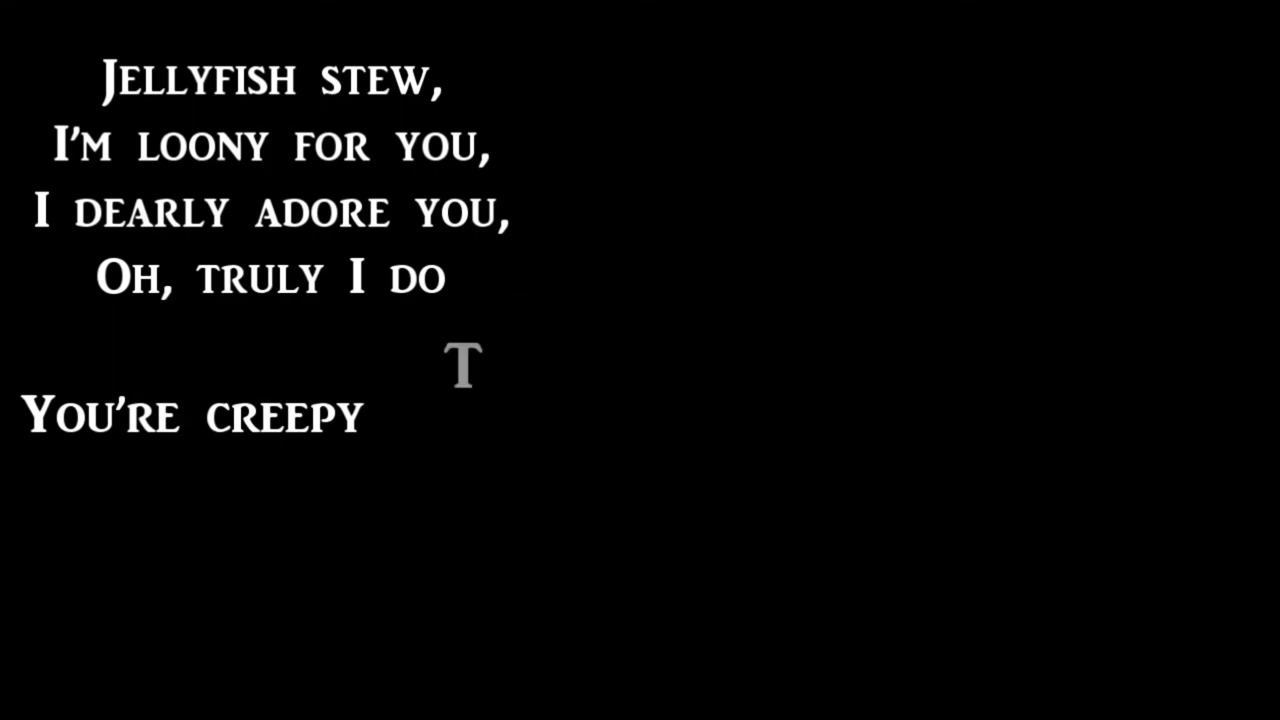 Jellyfish stew,
I'm loony for you,
I dearly adore you,
Oh, truly I do
T
You're creepy